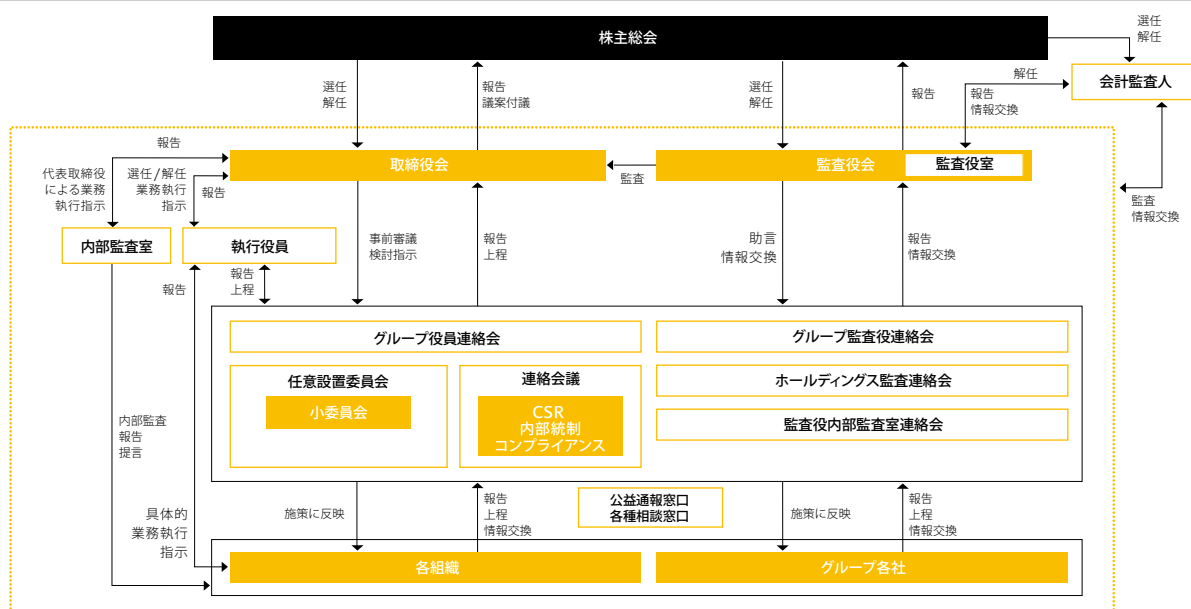 株主総会
選任
解任
会計監査人
選任
解任
報告
議案付議
選任
解任
報告
解任
報告
情報交換
監査
情報交換
報告
取締役会
監査
監査役会
監査役室
代表取締役
による業務
執行指示
選任/解任
業務執行
指示
報告
内部監査室
執行役員
事前審議
検討指示
報告
上程
助言
情報交換
報告
情報交換
報告
報告
上程
グループ役員連絡会
グループ監査役連絡会
任意設置委員会
小委員会
連絡会議
CSR
内部統制
コンプライアンス
ホールディングス監査連絡会
監査役内部監査室連絡会
内部監査
報告
提言
具体的
業務執行
指示
施策に反映
報告
上程
情報交換
公益通報窓口
各種相談窓口
施策に反映
報告
上程
情報交換
各組織
グループ各社